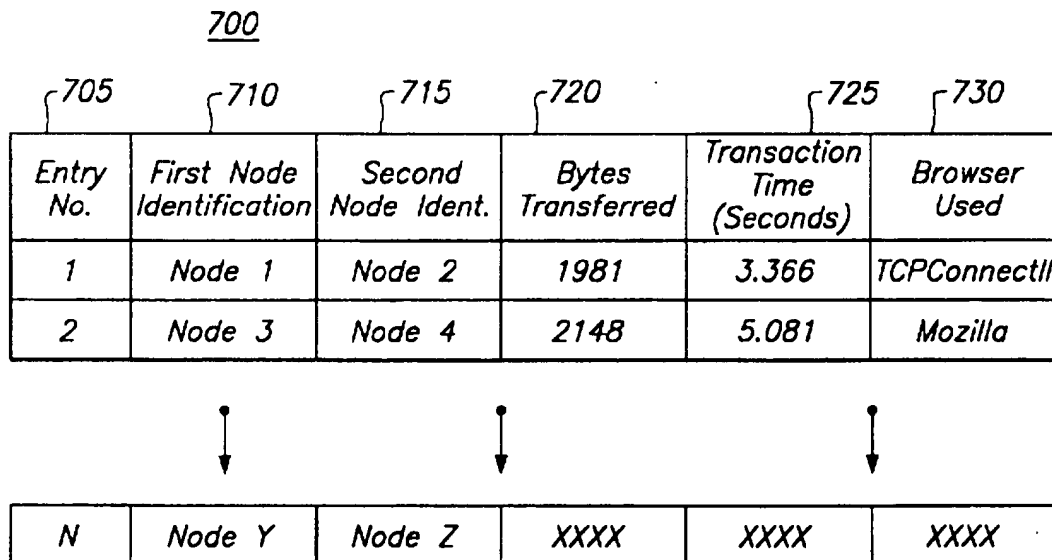 700
705 710 715 720 725 730
Entry No. First Node Identification Second Node Ident. Bytes Transferred Transaction Time (Seconds) Browser Used
1 Node 1 Node 2 1981 3.366 TCPConnectII
2 Node 3 Node 4 2148 5.081 Mozilla
N Node Y Node Z XXXX XXXX XXXX